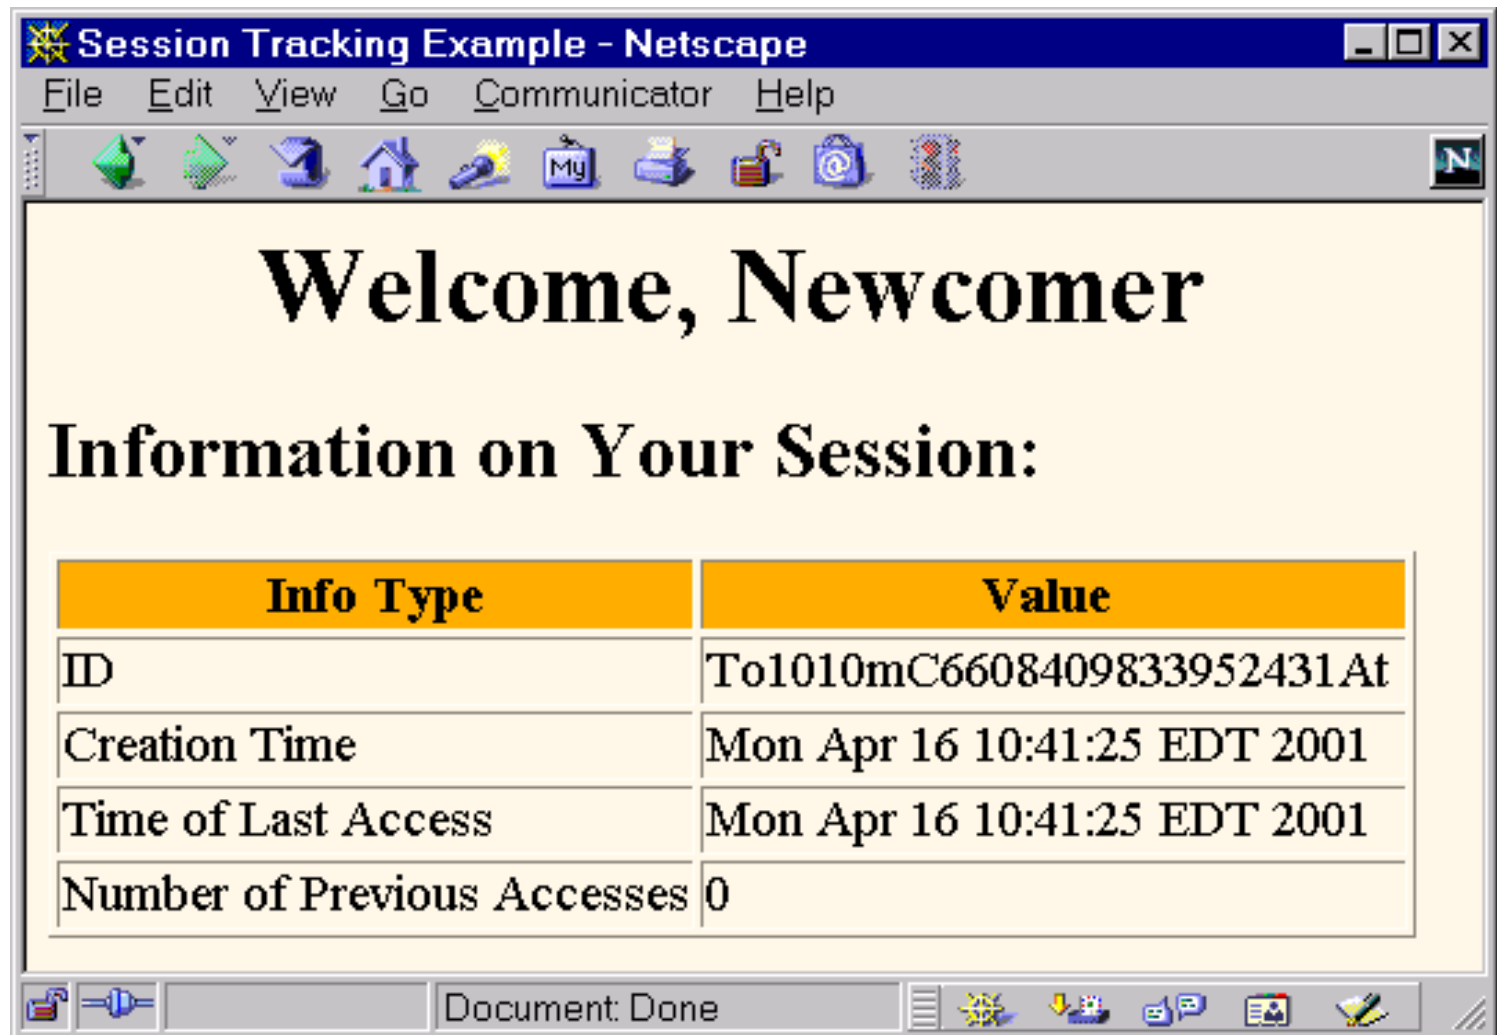 Session Tracking Example - Netscape
File Edit View Go Communicator Help
My
N
Welcome, Newcomer
Information on Your Session:
Info Type Value
ID To1010mC6608409833952431At
Creation Time Mon Apr 16 10:41:25 EDT 2001
Time of Last Access Mon Apr 16 10:41:25 EDT 2001
Number of Previous Accesses 0
Document: Done